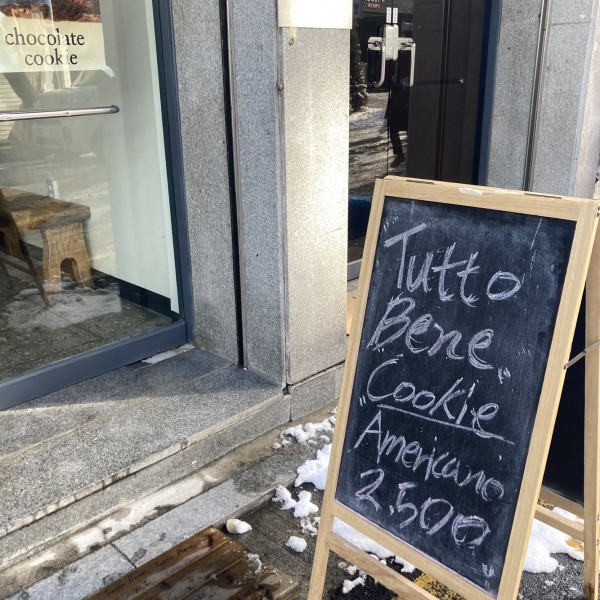 chocolate
cookie
Tutto
Bene
"Cookie"
Americano
2.500